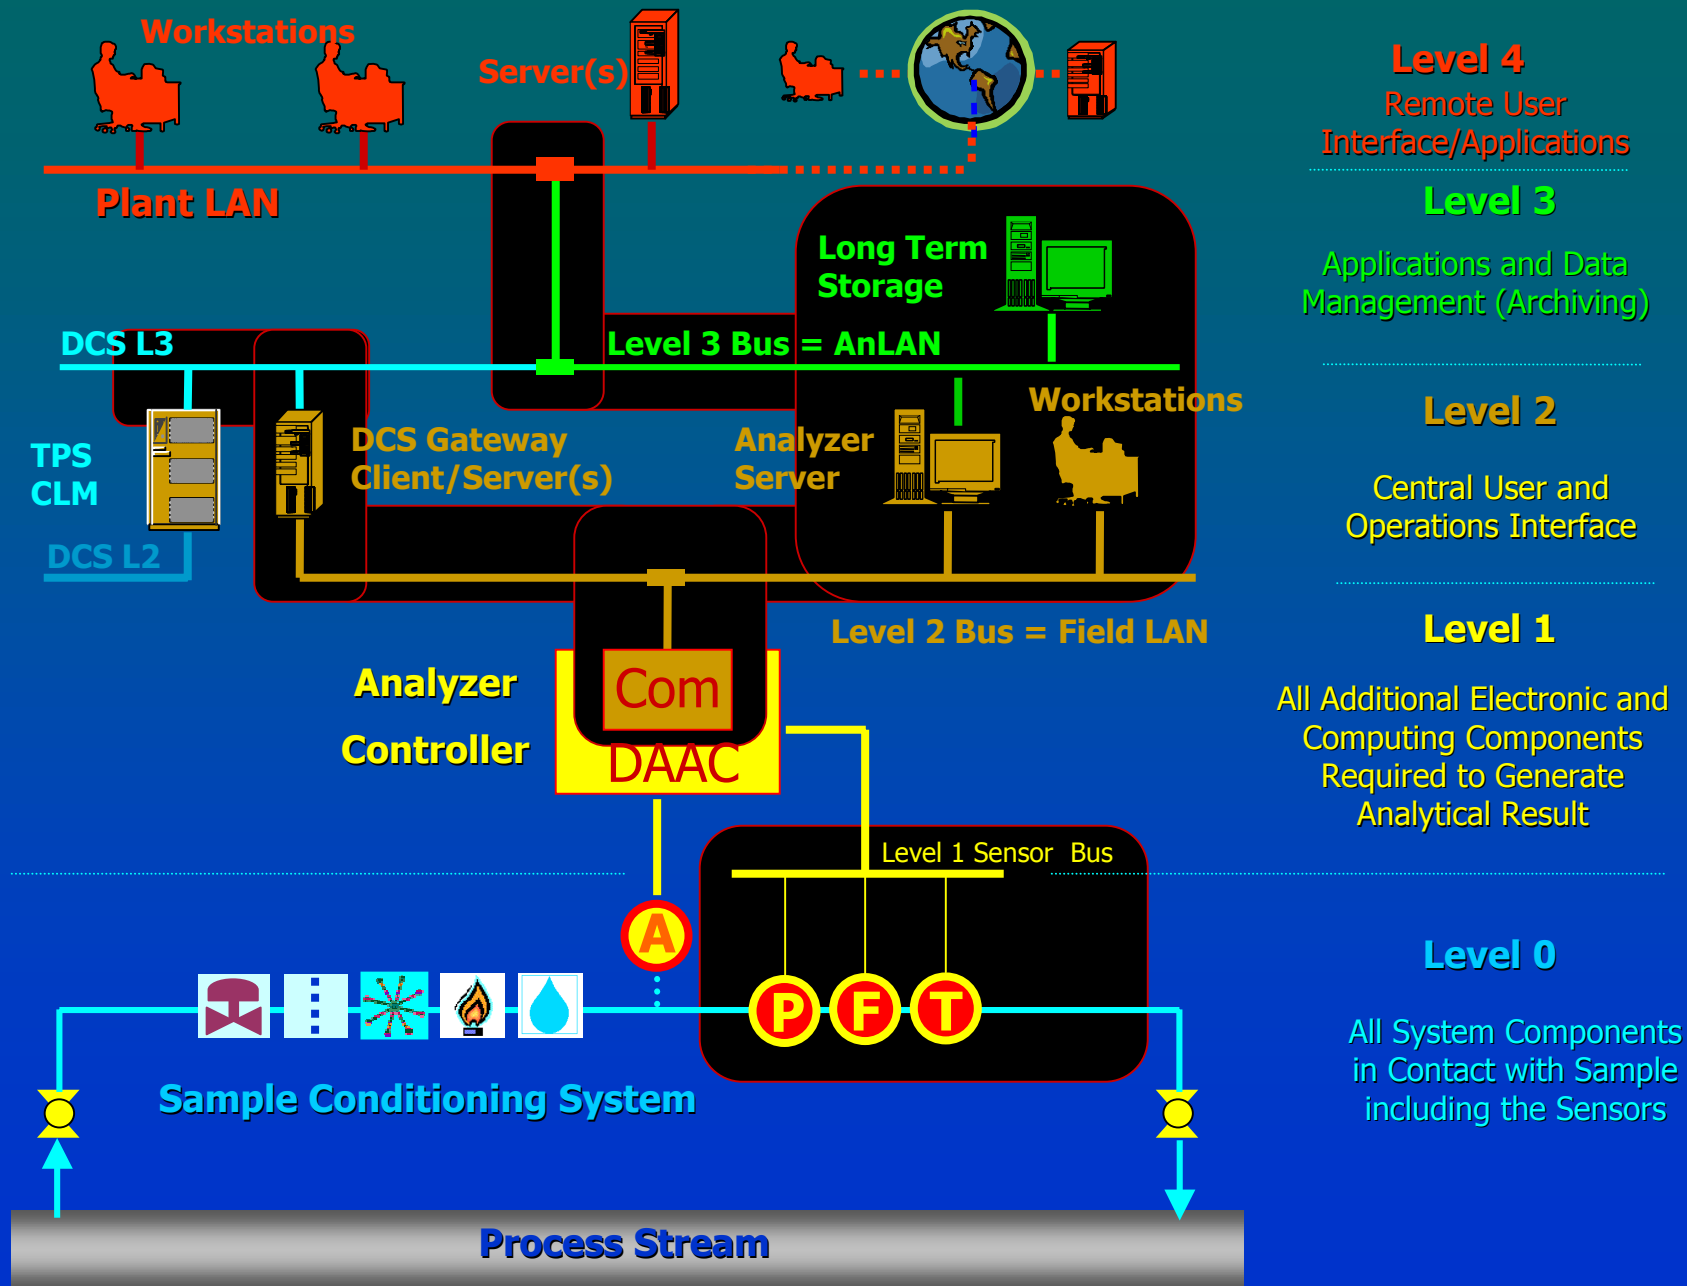 Workstations
Server(s)
Plant LAN
Level 4
Remote User
Interface/Applications
Level 3
Applications and Data
Management (Archiving)
Long Term
Storage
DCS L3
Level 3 Bus = AnLAN
TPS
CLM
DCS Gateway
Client/Server(s)
Analyzer
Server
Workstations
Level 2
Central User and
Operations Interface
DCS L2
Level 2 Bus = Field LAN
Level 1
All Additional Electronic and
Computing Components
Required to Generate
Analytical Result
Analyzer
Controller
Com
DAAC
Level 1 Sensor Bus
A
P
F
T
Level 0
All System Components
in Contact with Sample
including the Sensors
Sample Conditioning System
Process Stream